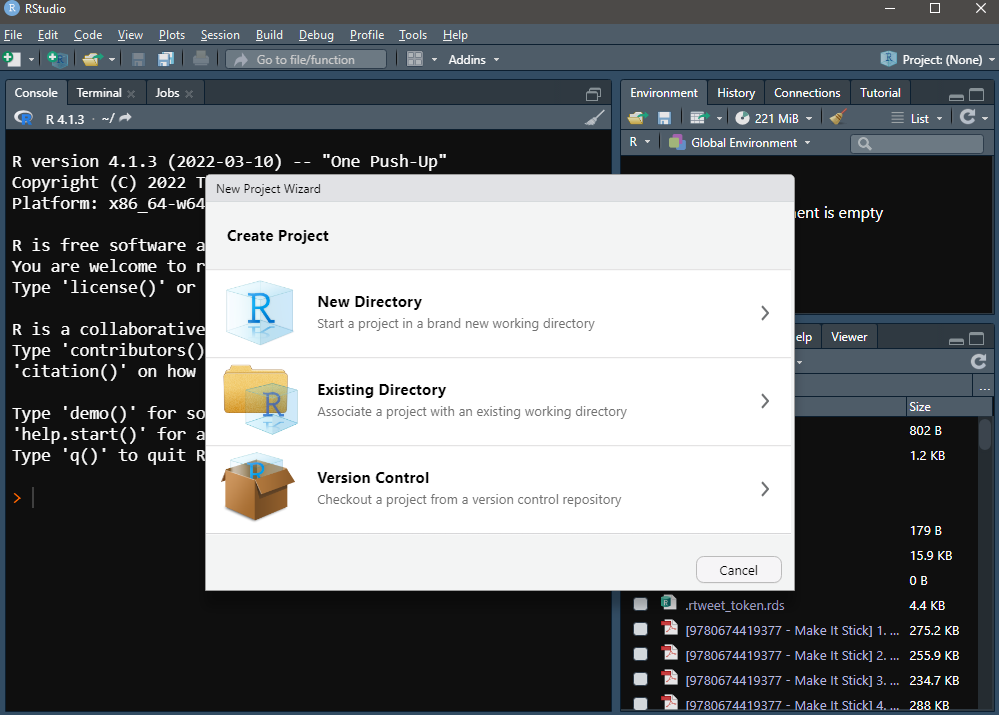 RStudio
File Edit Code View Plots Session Build Debug Profile Tools Help
Go to file/function Addins Project: (None)
Console Terminal Jobs
R 4.1.3 · ~/
R version 4.1.3 (2022-03-10) -- "One Push-Up"
Copyright (C) 2022 T
Platform: x86_64-w64
R is free software a
You are welcome to r
Type 'license()' or
R is a collaborative
Type 'contributors()
'citation()' on how
Type 'demo()' for so
'help.start()' for a
Type 'q()' to quit R
>
New Project Wizard
Create Project
New Directory
Start a project in a brand new working directory
Existing Directory
Associate a project with an existing working directory
Version Control
Checkout a project from a version control repository
Cancel
Environment History Connections Tutorial
221 MiB List
R Global Environment
ent is empty
elp Viewer
...
Size
802 B
1.2 KB
179 B
15.9 KB
0 B
.rtweet_token.rds 4.4 KB
[9780674419377 - Make It Stick] 1. ... 275.2 KB
[9780674419377 - Make It Stick] 2. ... 255.9 KB
[9780674419377 - Make It Stick] 3. ... 234.7 KB
[9780674419377 - Make It Stick] 4. ... 288 KB